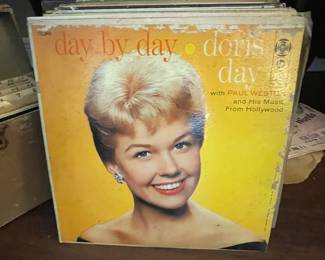 day by day • doris
day
with PAUL WESTON
and His Music
From Hollywood